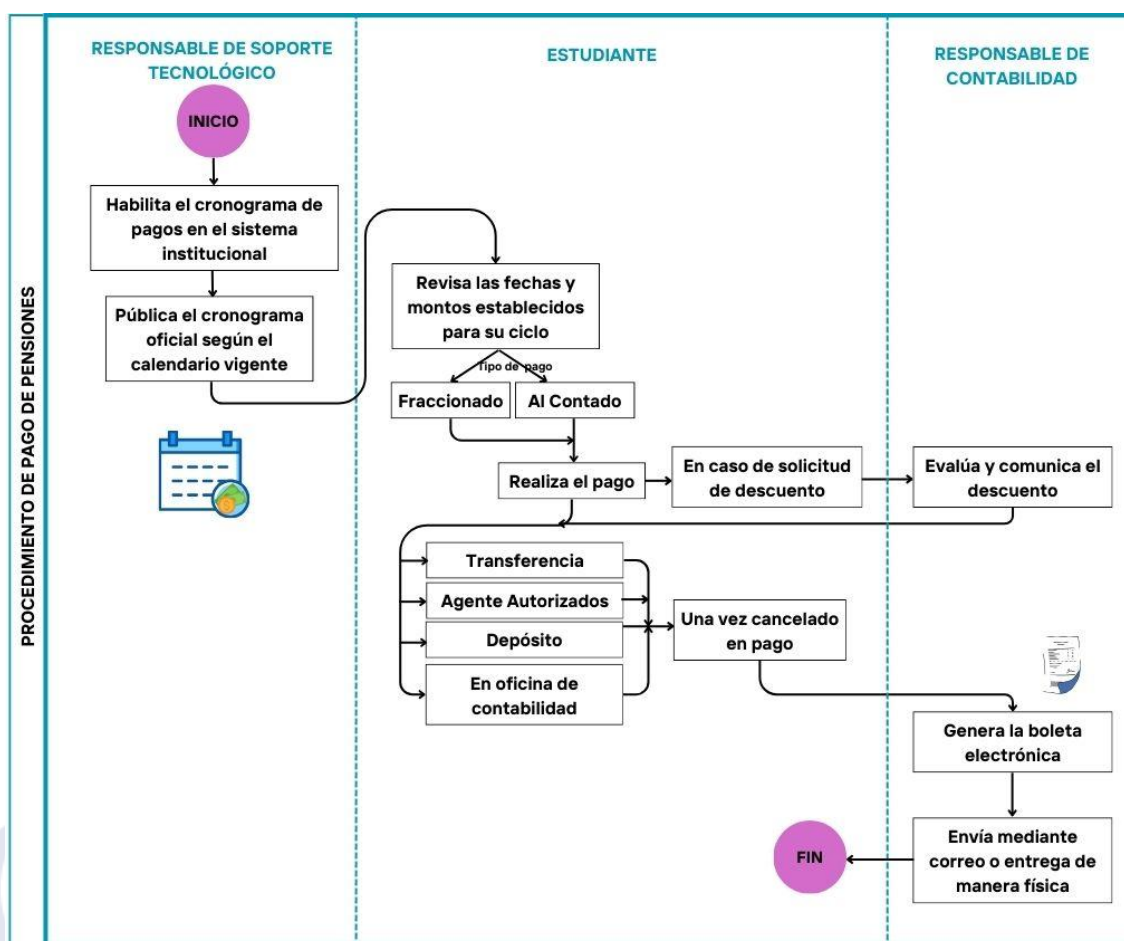 PROCEDIMIENTO DE PAGO DE PENSIONES
RESPONSABLE DE SOPORTE
TECNOLÓGICO
ESTUDIANTE
RESPONSABLE DE
CONTABILIDAD
INICIO
Habilita el cronograma de
pagos en el sistema
institucional
Pública el cronograma
oficial según el
calendario vigente
Revisa las fechas y
montos establecidos
para su ciclo
Tipo de pago
Fraccionado
Al Contado
Realiza el pago
En caso de solicitud
de descuento
Evalúa y comunica el
descuento
Transferencia
Agente Autorizados
Depósito
En oficina de
contabilidad
Una vez cancelado
en pago
Genera la boleta
electrónica
Envía mediante
correo o entrega de
manera física
FIN